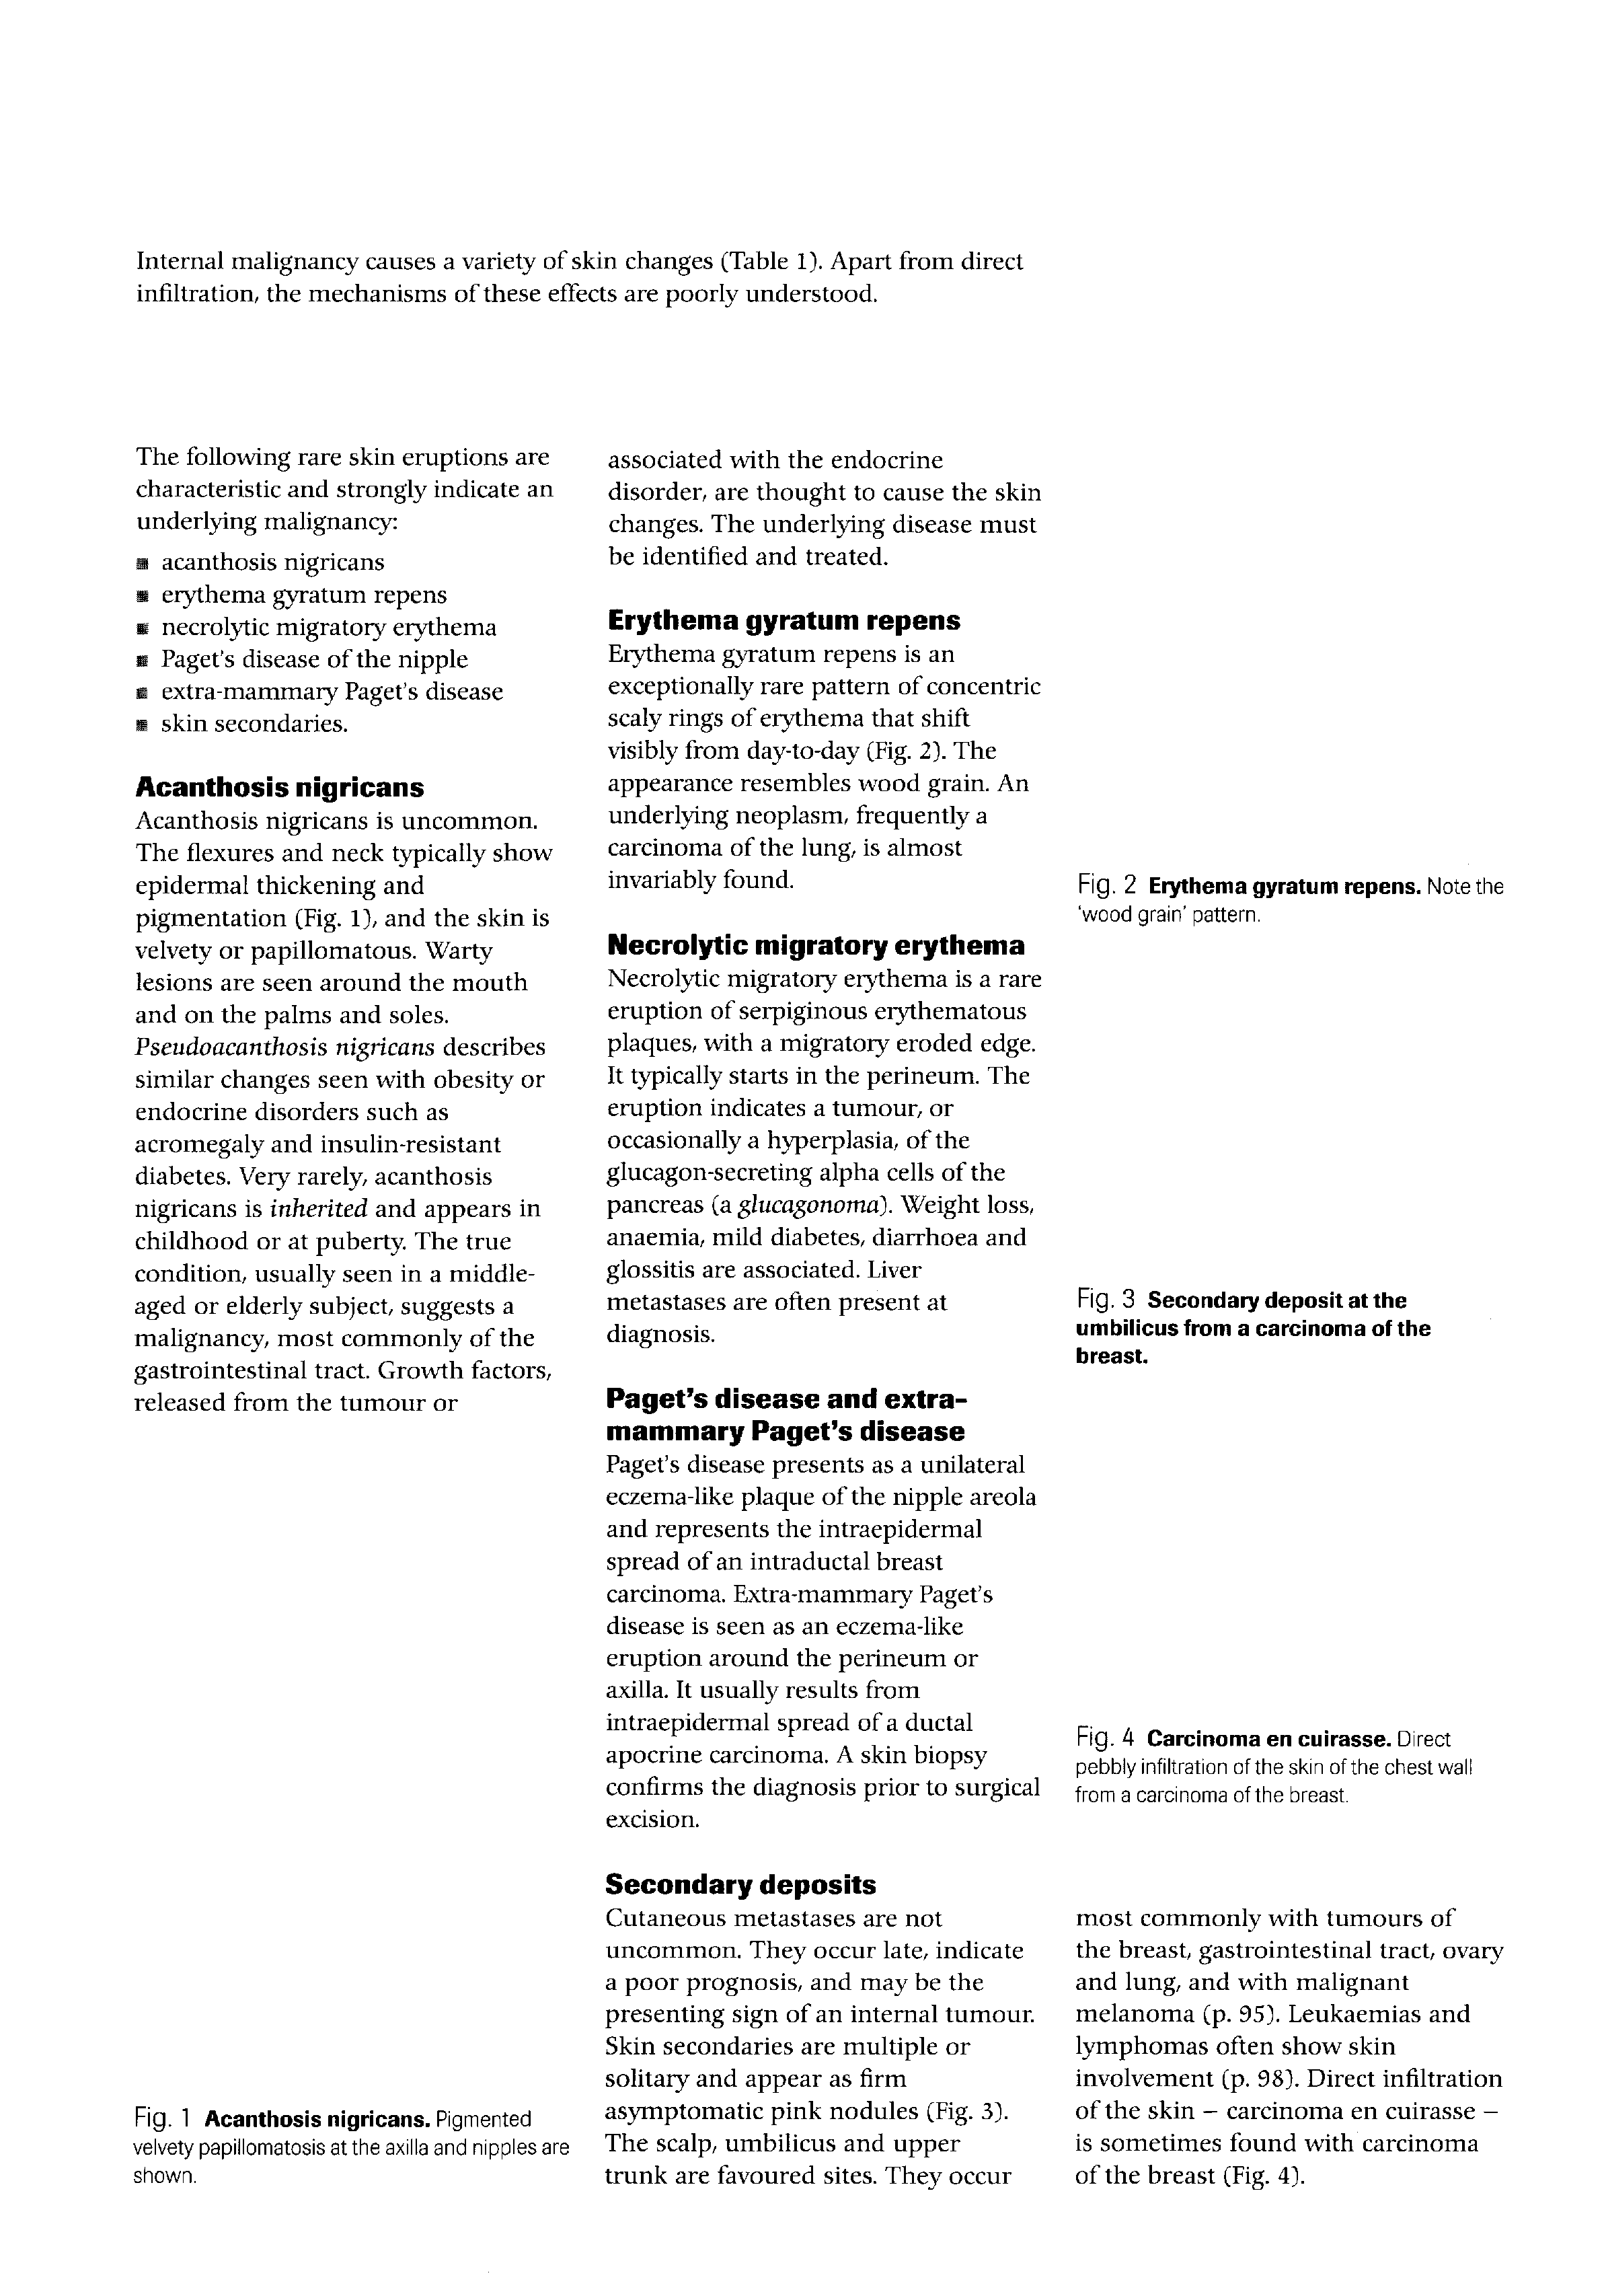 Internal malignancy causes a variety of skin changes (Table 1). Apart from direct
infiltration, the mechanisms of these effects are poorly understood.
The following rare skin eruptions are
characteristic and strongly indicate an
underlying malignancy:
■ acanthosis nigricans
■ erythema gyratum repens
■ necrolytic migratory erythema
■ Paget's disease of the nipple
■ extra-mammary Paget's disease
■ skin secondaries.
Acanthosis nigricans
Acanthosis nigricans is uncommon.
The flexures and neck typically show
epidermal thickening and
pigmentation (Fig. 1), and the skin is
velvety or papillomatous. Warty
lesions are seen around the mouth
and on the palms and soles.
Pseudoacanthosis nigricans describes
similar changes seen with obesity or
endocrine disorders such as
acromegaly and insulin-resistant
diabetes. Very rarely, acanthosis
nigricans is inherited and appears in
childhood or at puberty. The true
condition, usually seen in a middle-
aged or elderly subject, suggests a
malignancy, most commonly of the
gastrointestinal tract. Growth factors,
released from the tumour or
Fig. 1 Acanthosis nigricans. Pigmented
velvety papillomatosis at the axilla and nipples are
shown.
associated with the endocrine
disorder, are thought to cause the skin
changes. The underlying disease must
be identified and treated.
Erythema gyratum repens
Erythema gyratum repens is an
exceptionally rare pattern of concentric
scaly rings of erythema that shift
visibly from day-to-day (Fig. 2). The
appearance resembles wood grain. An
underlying neoplasm, frequently a
carcinoma of the lung, is almost
invariably found.
Necrolytic migratory erythema
Necrolytic migratory erythema is a rare
eruption of serpiginous erythematous
plaques, with a migratory eroded edge.
It typically starts in the perineum. The
eruption indicates a tumour, or
occasionally a hyperplasia, of the
glucagon-secreting alpha cells of the
pancreas (a glucagonoma). Weight loss,
anaemia, mild diabetes, diarrhoea and
glossitis are associated. Liver
metastases are often present at
diagnosis.
Paget's disease and extra-
mammary Paget's disease
Paget's disease presents as a unilateral
eczema-like plaque of the nipple areola
and represents the intraepidermal
spread of an intraductal breast
carcinoma. Extra-mammary Paget's
disease is seen as an eczema-like
eruption around the perineum or
axilla. It usually results from
intraepidermal spread of a ductal
apocrine carcinoma. A skin biopsy
confirms the diagnosis prior to surgical
excision.
Secondary deposits
Cutaneous metastases are not
uncommon. They occur late, indicate
a poor prognosis, and may be the
presenting sign of an internal tumour.
Skin secondaries are multiple or
solitary and appear as firm
asymptomatic pink nodules (Fig. 3).
The scalp, umbilicus and upper
trunk are favoured sites. They occur
Fig. 2 Erythema gyratum repens. Note the
'wood grain' pattern.
Fig. 3 Secondary deposit at the
umbilicus from a carcinoma of the
breast.
Fig. 4 Carcinoma en cuirasse. Direct
pebbly infiltration of the skin of the chest wall
from a carcinoma of the breast.
most commonly with tumours of
the breast, gastrointestinal tract, ovary
and lung, and with malignant
melanoma (p. 95). Leukaemias and
lymphomas often show skin
involvement (p. 98). Direct infiltration
of the skin – carcinoma en cuirasse –
is sometimes found with carcinoma
of the breast (Fig. 4).